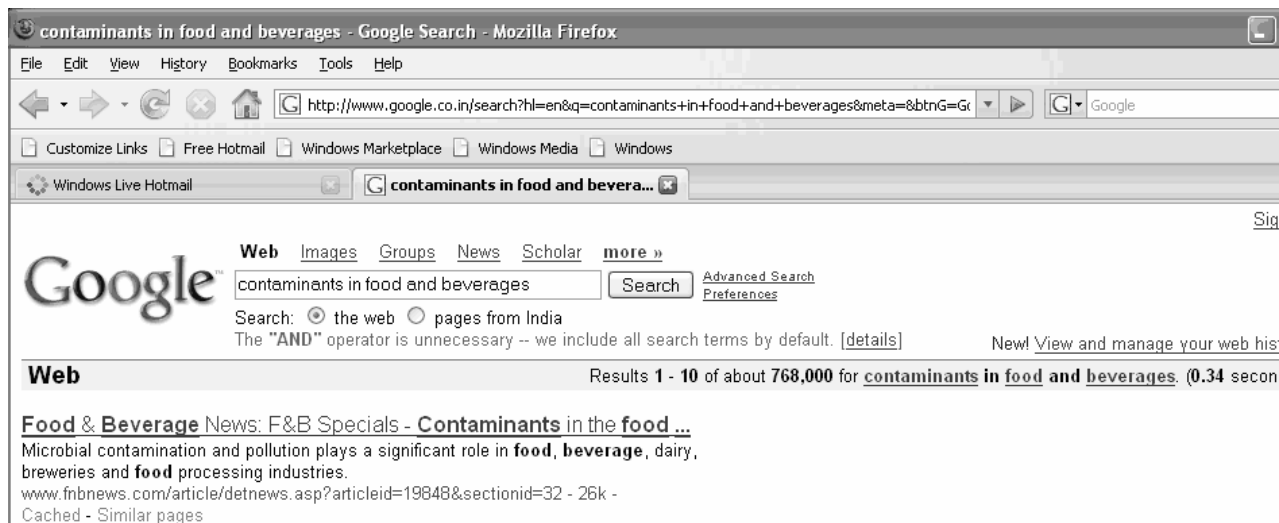 contaminants in food and beverages - Google Search - Mozilla Firefox
File Edit View History Bookmarks Tools Help
http://www.google.co.in/search?hl=en&q=contaminants+in+food+and+beverages&meta=&btnG=G
Google
Customize Links Free Hotmail Windows Marketplace Windows Media Windows
Windows Live Hotmail contaminants in food and bevera...
Sig
Google™
Web Images Groups News Scholar more »
contaminants in food and beverages Search Advanced Search
Preferences
Search: the web pages from India
The "AND" operator is unnecessary -- we include all search terms by default. [details]
New! View and manage your web his
Web Results 1 - 10 of about 768,000 for contaminants in food and beverages. (0.34 secon
Food & Beverage News: F&B Specials - Contaminants in the food ...
Microbial contamination and pollution plays a significant role in food, beverage, dairy,
breweries and food processing industries.
www.fnbnews.com/article/detnews.asp?articleid=19848&sectionid=32 - 26k -
Cached - Similar pages